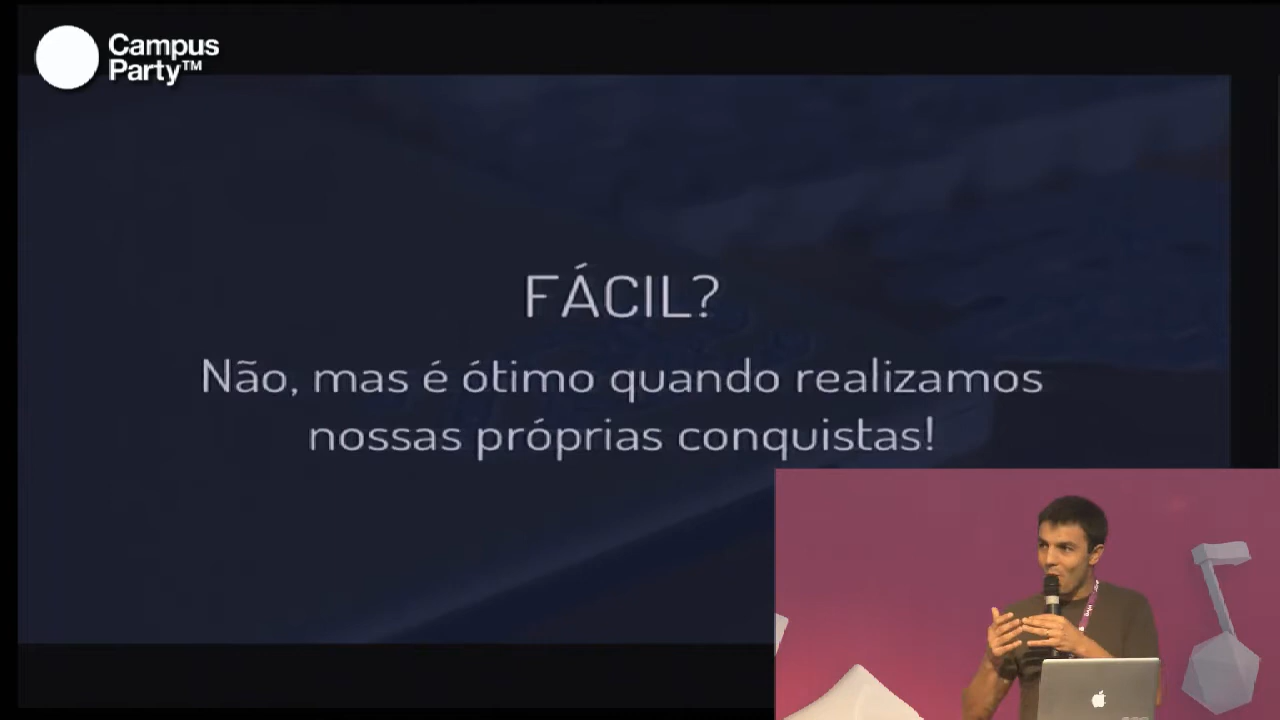 Campus
Party™
FÁCIL?
Não, mas é ótimo quando realizamos
nossas próprias conquistas!